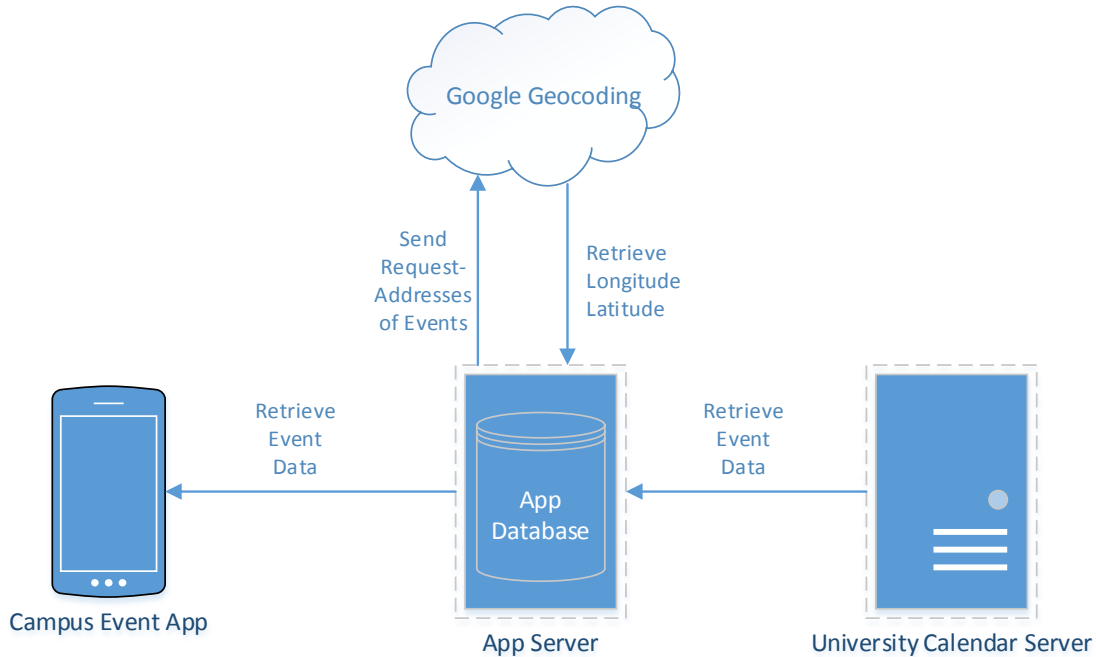 Google Geocoding
Send
Request-
Addresses
of Events
Retrieve
Longitude
Latitude
Retrieve
Event
Data
Retrieve
Event
Data
App
Database
Campus Event App
App Server
University Calendar Server